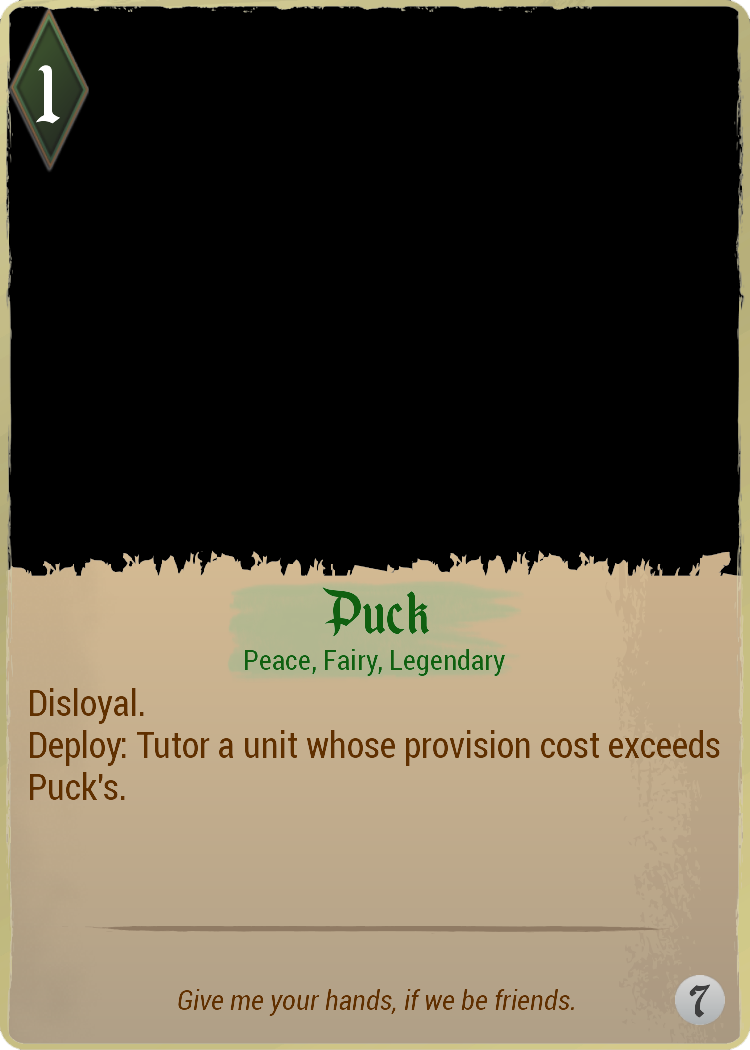 1
Puck
Peace, Fairy, Legendary
Disloyal.
Deploy: Tutor a unit whose provision cost exceeds
Puck's.
Give me your hands, if we be friends.
7